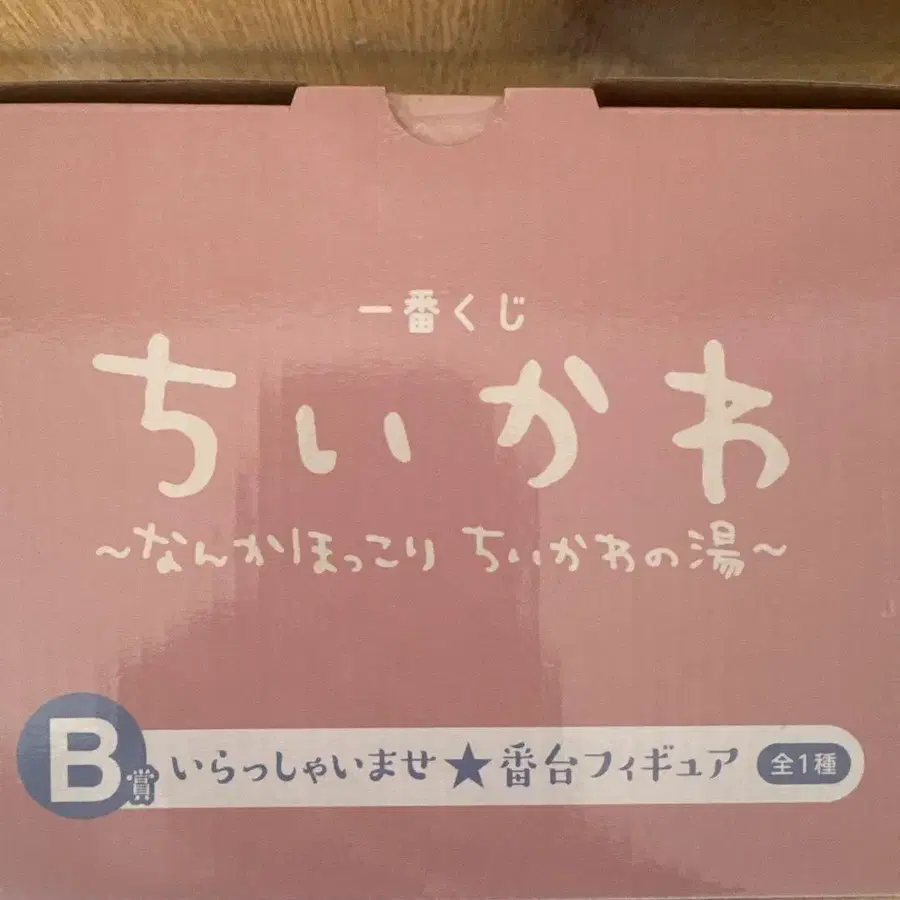 一番くじ
ちいかわ
~なんかほっこり ちいかわの湯~
B賞 いらっしゃいませ★番台フィギュア 全1種